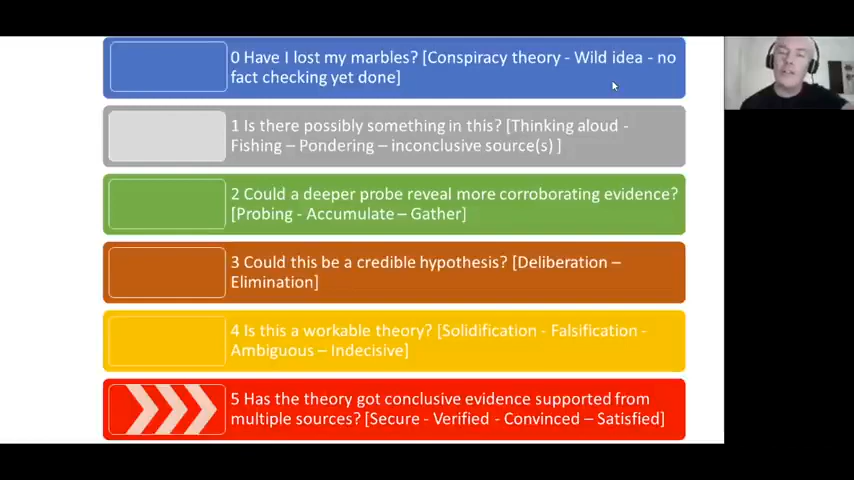 0 Have I lost my marbles? [Conspiracy theory - Wild idea - no
fact checking yet done]
1 Is there possibly something in this? [Thinking aloud -
Fishing – Pondering – inconclusive source(s) ]
2 Could a deeper probe reveal more corroborating evidence?
[Probing - Accumulate – Gather]
3 Could this be a credible hypothesis? [Deliberation –
Elimination]
4 Is this a workable theory? [Solidification - Falsification -
Ambiguous – Indecisive]
5 Has the theory got conclusive evidence supported from
multiple sources? [Secure - Verified - Convinced – Satisfied]